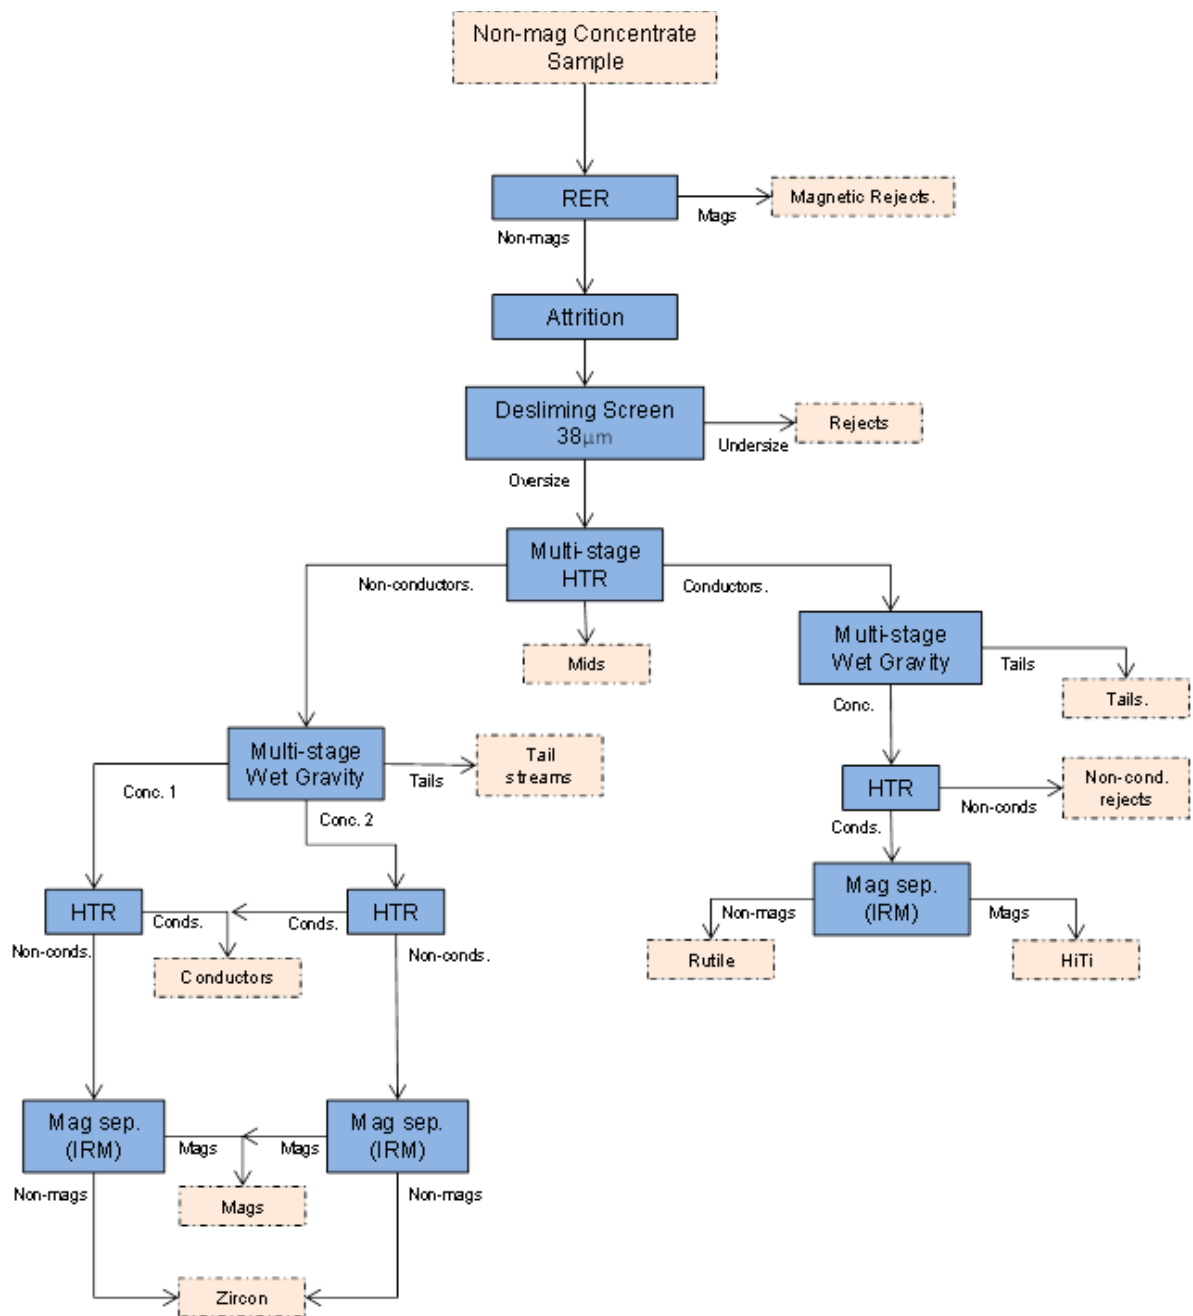 Non-mag Concentrate
Sample
RER
Mags
Magnetic Rejects.
Non-mags
Attrition
Desliming Screen
38µm
Undersize
Rejects
Oversize
Multi-stage
HTR
Non-conductors.
Conductors.
Mids
Multi-stage
Wet Gravity
Tails
Tails.
Conc.
Multi-stage
Wet Gravity
Tails
Tail
streams
Conc. 1
Conc. 2
HTR
Non-conds
Non-cond.
rejects
Conds.
Mag sep.
(IRM)
Non-mags
Mags
Rutile
HiTi
HTR
Conds.
Conds.
HTR
Non-conds.
Non-conds.
Conductors
Mag sep.
(IRM)
Mags
Mags
Mag sep.
(IRM)
Non-mags
Non-mags
Mags
Zircon